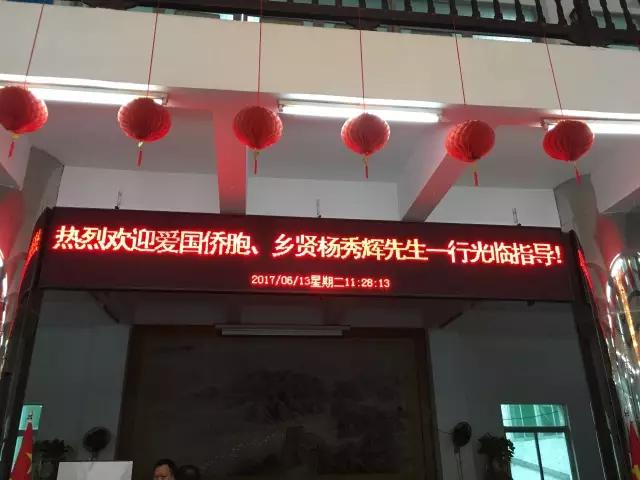 热烈欢迎爱国侨胞、乡贤杨秀辉先生一行光临指导!
2017/06/13星期二11:28:13